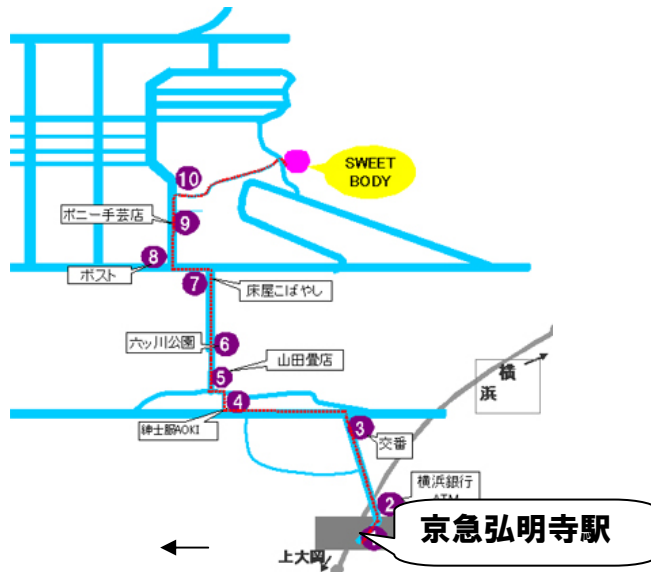 SWEET
BODY
10
ポニー手芸店
9
8
ポスト
7
床屋こばやし
六ッ川公園
6
山田畳店
5
4
紳士服AOKI
3
交番
横
浜
横浜銀行
ATM
2
1
京急弘明寺駅
上大岡